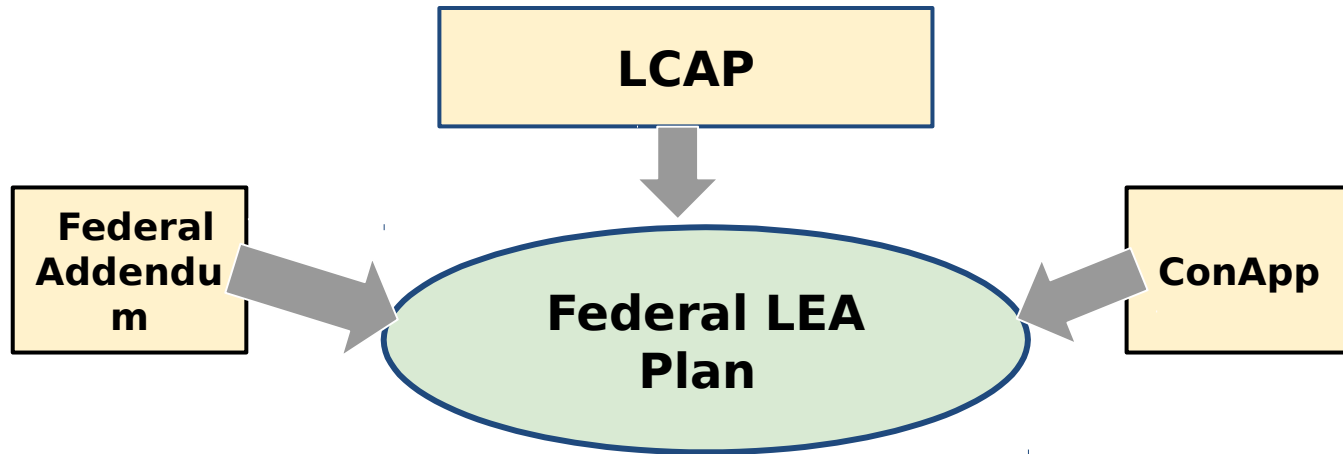 LCAP
Federal
Addendu
m
ConApp
Federal LEA
Plan